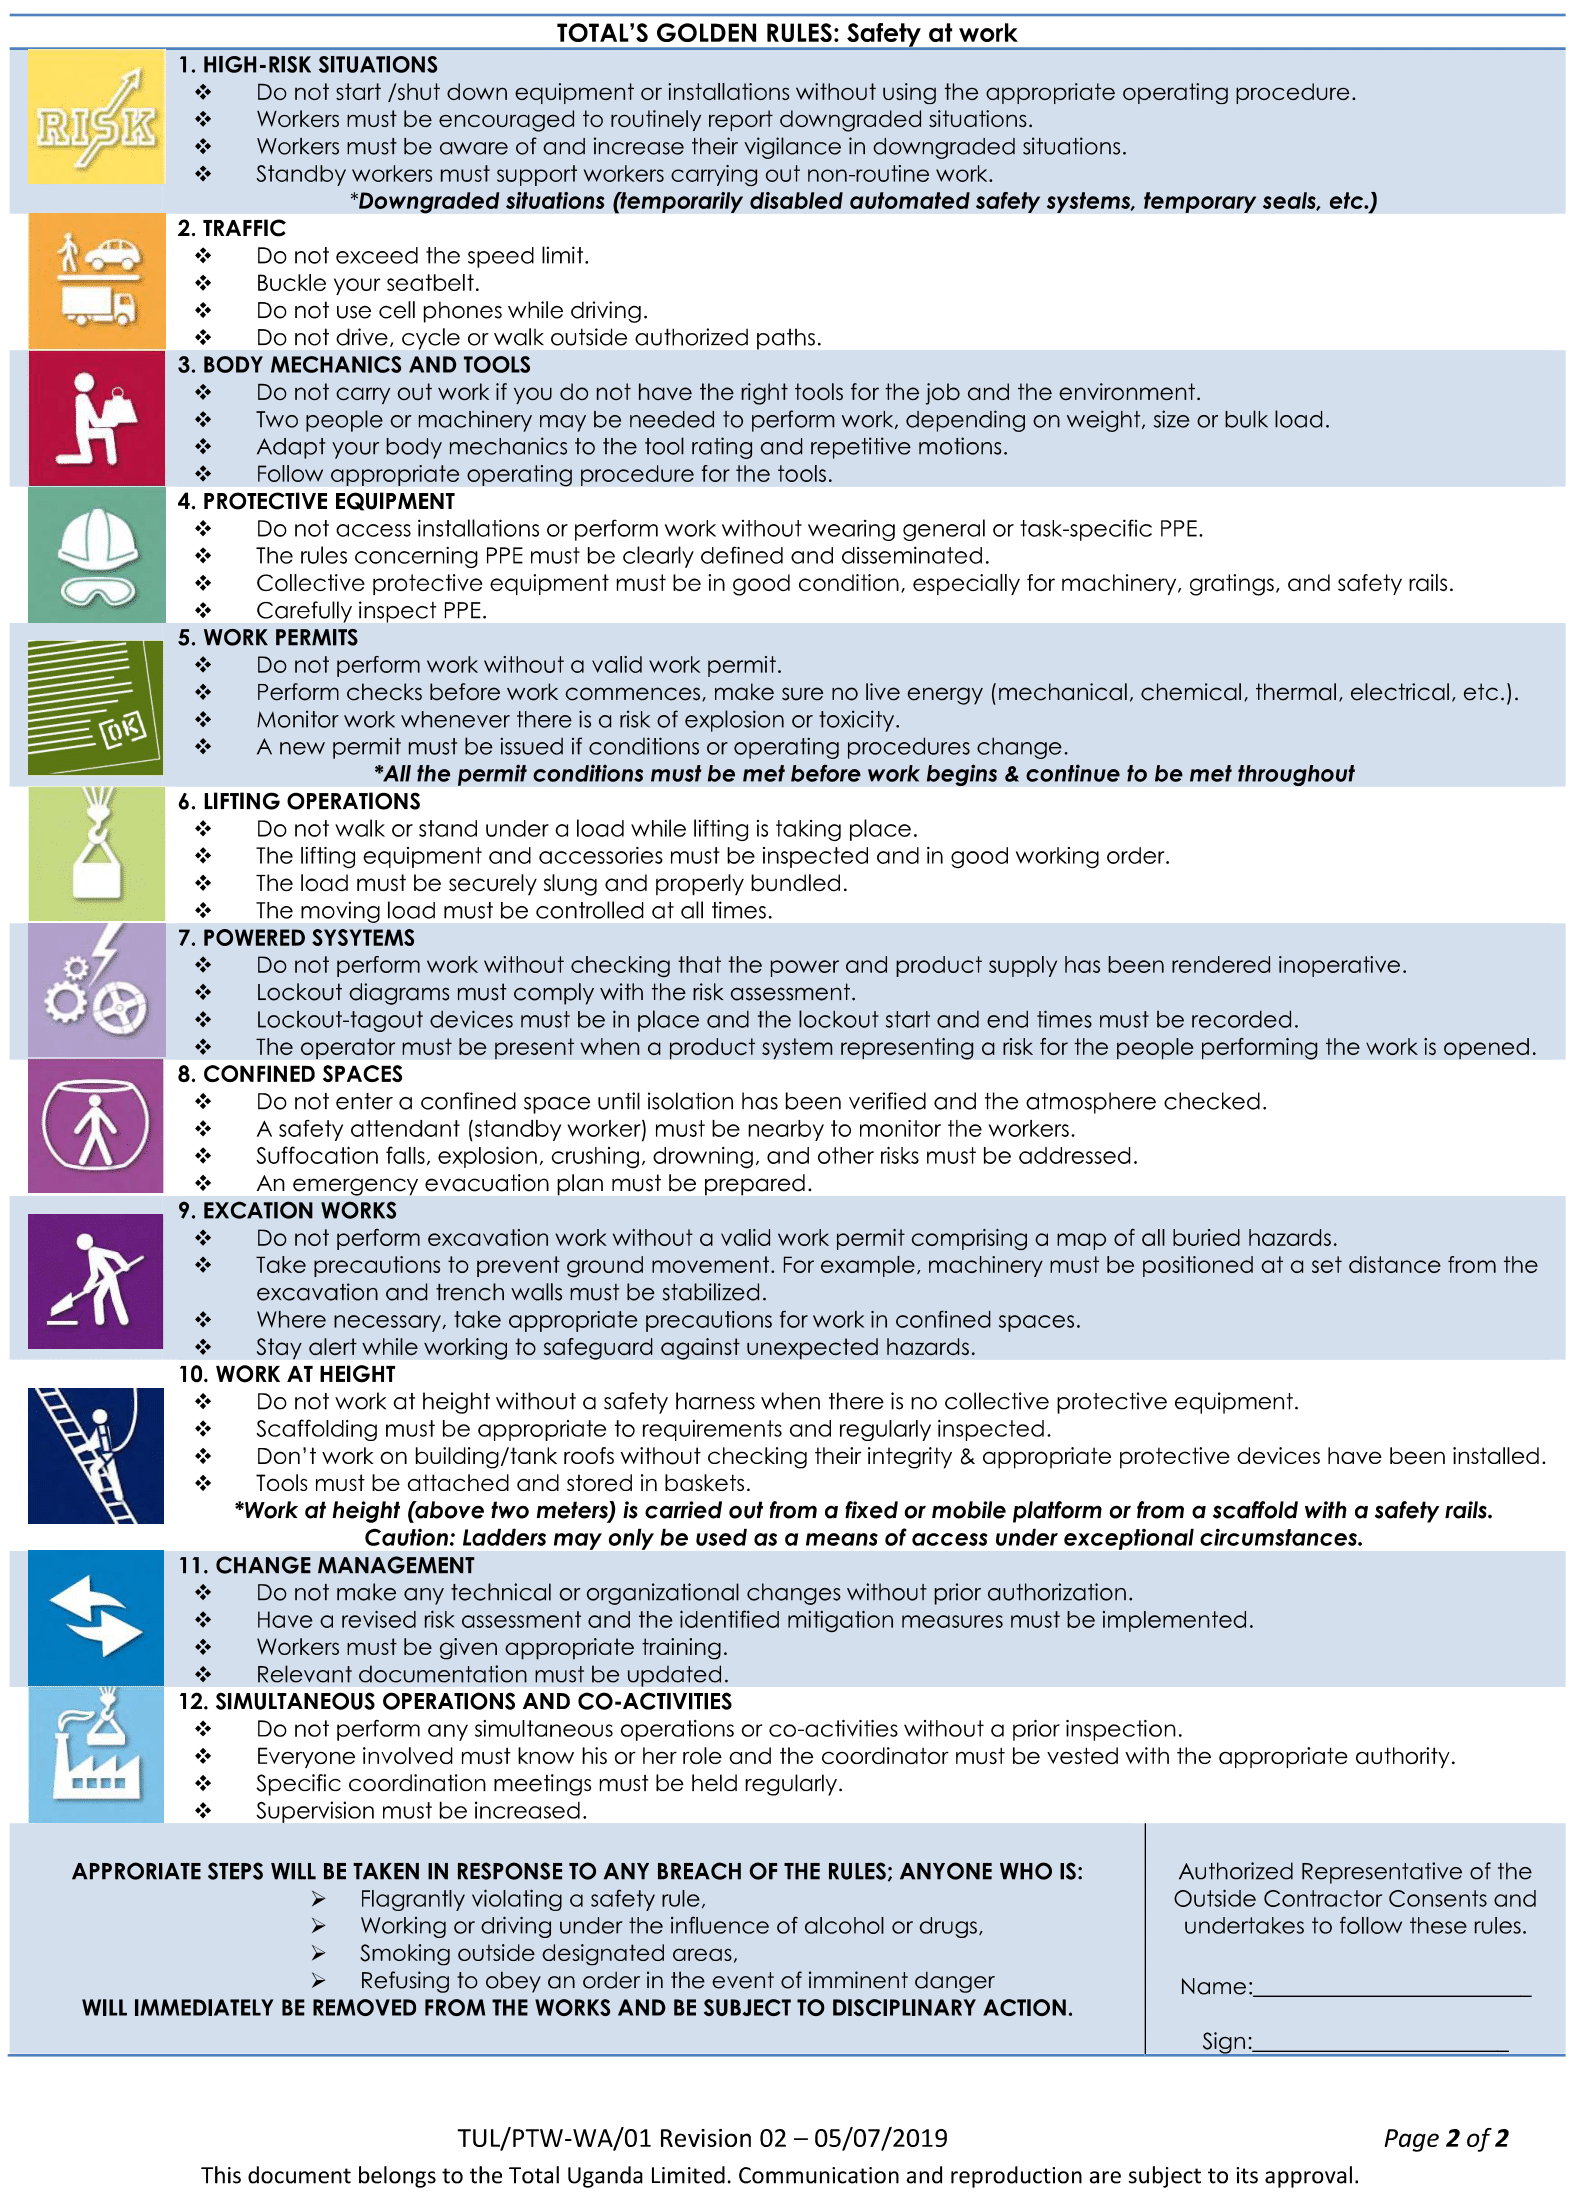 TOTAL'S GOLDEN RULES: Safety at work
RISK
1. HIGH-RISK SITUATIONS
❖ Do not start /shut down equipment or installations without using the appropriate operating procedure.
❖ Workers must be encouraged to routinely report downgraded situations.
❖ Workers must be aware of and increase their vigilance in downgraded situations.
❖ Standby workers must support workers carrying out non-routine work.
*Downgraded situations (temporarily disabled automated safety systems, temporary seals, etc.)
2. TRAFFIC
❖ Do not exceed the speed limit.
❖ Buckle your seatbelt.
❖ Do not use cell phones while driving.
❖ Do not drive, cycle or walk outside authorized paths.
3. BODY MECHANICS AND TOOLS
❖ Do not carry out work if you do not have the right tools for the job and the environment.
❖ Two people or machinery may be needed to perform work, depending on weight, size or bulk load.
❖ Adapt your body mechanics to the tool rating and repetitive motions.
❖ Follow appropriate operating procedure for the tools.
4. PROTECTIVE EQUIPMENT
❖ Do not access installations or perform work without wearing general or task-specific PPE.
❖ The rules concerning PPE must be clearly defined and disseminated.
❖ Collective protective equipment must be in good condition, especially for machinery, gratings, and safety rails.
❖ Carefully inspect PPE.
OK
5. WORK PERMITS
❖ Do not perform work without a valid work permit.
❖ Perform checks before work commences, make sure no live energy (mechanical, chemical, thermal, electrical, etc.).
❖ Monitor work whenever there is a risk of explosion or toxicity.
❖ A new permit must be issued if conditions or operating procedures change.
*All the permit conditions must be met before work begins & continue to be met throughout
6. LIFTING OPERATIONS
❖ Do not walk or stand under a load while lifting is taking place.
❖ The lifting equipment and accessories must be inspected and in good working order.
❖ The load must be securely slung and properly bundled.
❖ The moving load must be controlled at all times.
7. POWERED SYSYTEMS
❖ Do not perform work without checking that the power and product supply has been rendered inoperative.
❖ Lockout diagrams must comply with the risk assessment.
❖ Lockout-tagout devices must be in place and the lockout start and end times must be recorded.
❖ The operator must be present when a product system representing a risk for the people performing the work is opened.
8. CONFINED SPACES
❖ Do not enter a confined space until isolation has been verified and the atmosphere checked.
❖ A safety attendant (standby worker) must be nearby to monitor the workers.
❖ Suffocation falls, explosion, crushing, drowning, and other risks must be addressed.
❖ An emergency evacuation plan must be prepared.
9. EXCATION WORKS
❖ Do not perform excavation work without a valid work permit comprising a map of all buried hazards.
❖ Take precautions to prevent ground movement. For example, machinery must be positioned at a set distance from the
excavation and trench walls must be stabilized.
❖ Where necessary, take appropriate precautions for work in confined spaces.
❖ Stay alert while working to safeguard against unexpected hazards.
10. WORK AT HEIGHT
❖ Do not work at height without a safety harness when there is no collective protective equipment.
❖ Scaffolding must be appropriate to requirements and regularly inspected.
❖ Don't work on building/tank roofs without checking their integrity & appropriate protective devices have been installed.
❖ Tools must be attached and stored in baskets.
*Work at height (above two meters) is carried out from a fixed or mobile platform or from a scaffold with a safety rails.
Caution: Ladders may only be used as a means of access under exceptional circumstances.
11. CHANGE MANAGEMENT
❖ Do not make any technical or organizational changes without prior authorization.
❖ Have a revised risk assessment and the identified mitigation measures must be implemented.
❖ Workers must be given appropriate training.
❖ Relevant documentation must be updated.
12. SIMULTANEOUS OPERATIONS AND CO-ACTIVITIES
❖ Do not perform any simultaneous operations or co-activities without a prior inspection.
❖ Everyone involved must know his or her role and the coordinator must be vested with the appropriate authority.
❖ Specific coordination meetings must be held regularly.
❖ Supervision must be increased.
APPRORIATE STEPS WILL BE TAKEN IN RESPONSE TO ANY BREACH OF THE RULES; ANYONE WHO IS:
➢ Flagrantly violating a safety rule,
➢ Working or driving under the influence of alcohol or drugs,
➢ Smoking outside designated areas,
➢ Refusing to obey an order in the event of imminent danger
WILL IMMEDIATELY BE REMOVED FROM THE WORKS AND BE SUBJECT TO DISCIPLINARY ACTION.
Authorized Representative of the
Outside Contractor Consents and
undertakes to follow these rules.
Name:
Sign:
TUL/PTW-WA/01 Revision 02 – 05/07/2019
Page 2 of 2
This document belongs to the Total Uganda Limited. Communication and reproduction are subject to its approval.